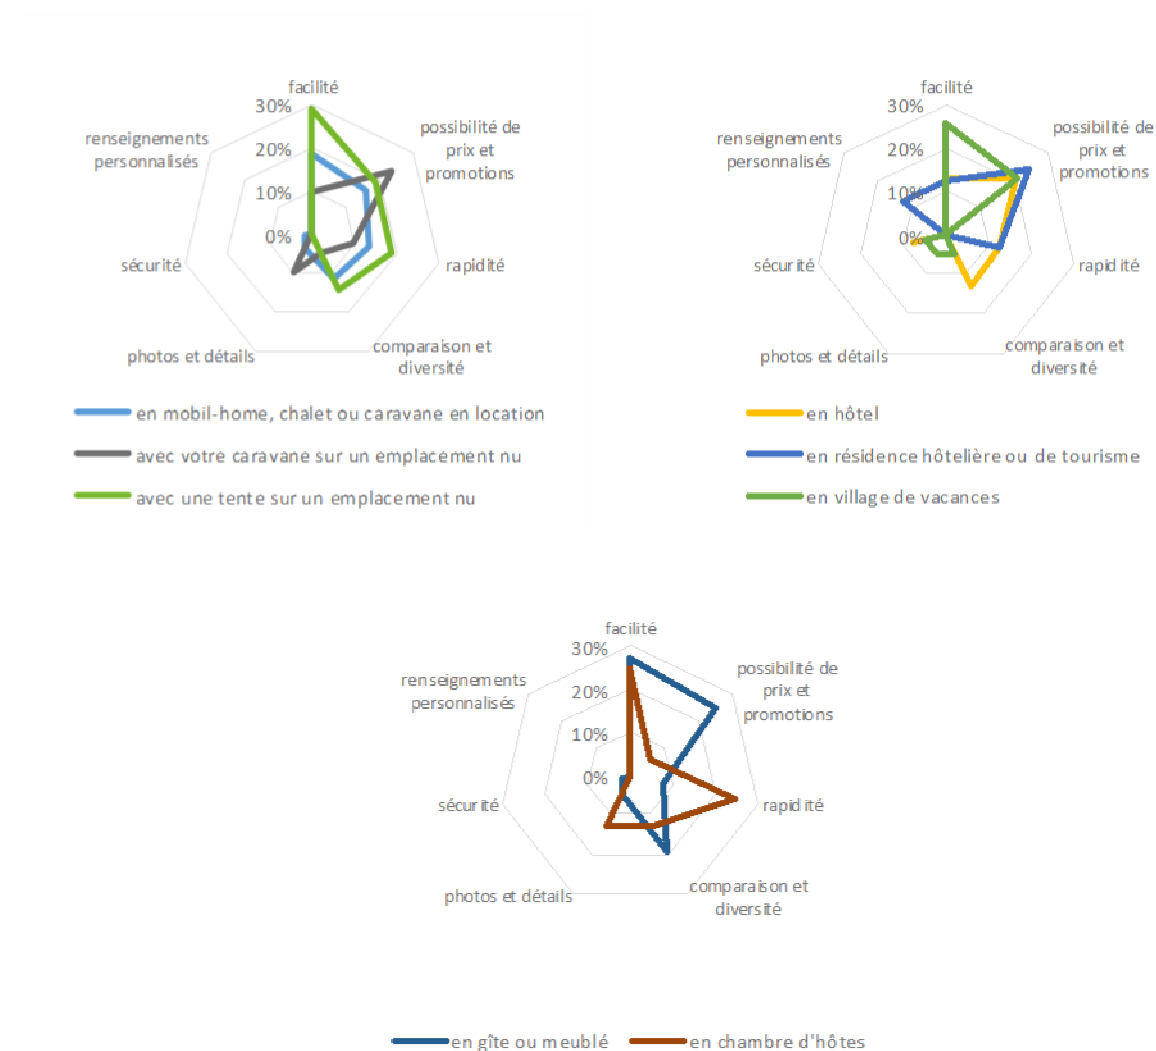 facilité
30%
20%
10%
0%
possibilité de
prix et
promotions
rapidité
comparaison et
diversité
photos et détails
sécurité
renseignements
personnalisés
en mobil-home, chalet ou caravane en location
avec votre caravane sur un emplacement nu
avec une tente sur un emplacement nu
facilité
30%
20%
10%
0%
possibilité de
prix et
promotions
rapidité
comparaison et
diversité
photos et détails
sécurité
renseignements
personnalisés
en hôtel
en résidence hôtelière ou de tourisme
en village de vacances
facilité
30%
20%
10%
0%
possibilité de
prix et
promotions
rapidité
comparaison et
diversité
photos et détails
sécurité
renseignements
personnalisés
en gîte ou meublé
en chambre d'hôtes